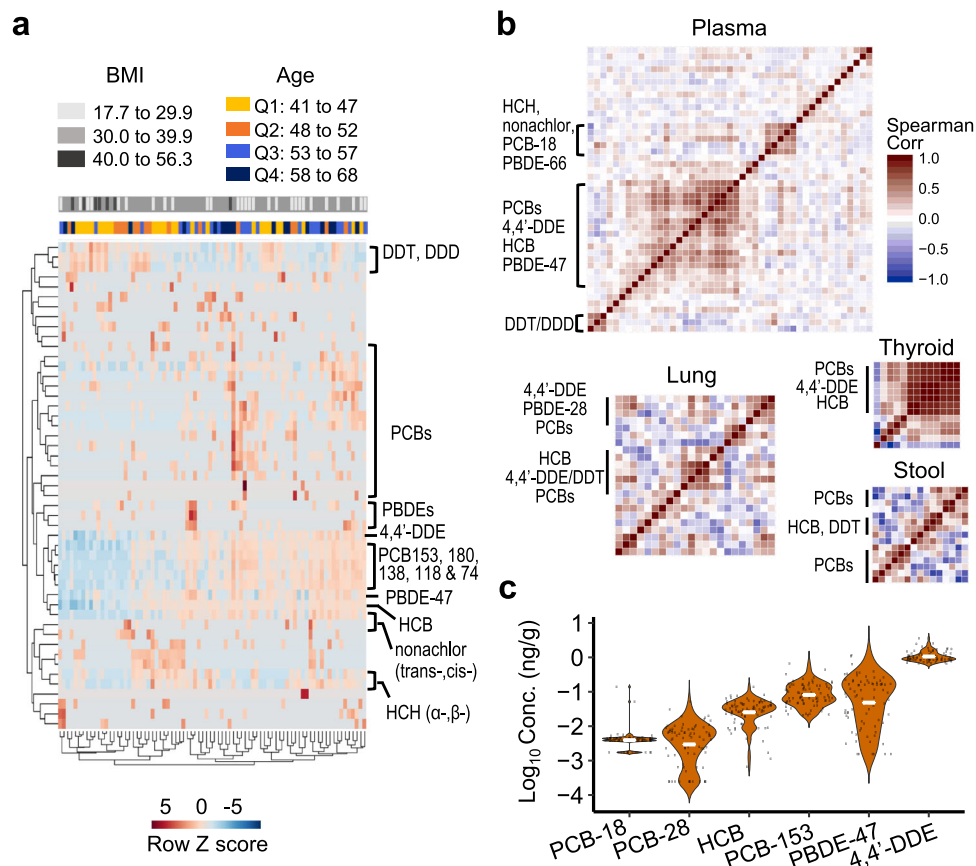 a
BMI
17.7 to 29.9
30.0 to 39.9
40.0 to 56.3
Age
Q1: 41 to 47
Q2: 48 to 52
Q3: 53 to 57
Q4: 58 to 68
DDT, DDD
PCBs
PBDEs
4,4'-DDE
PCB153, 180,
138, 118 & 74
PBDE-47
HCB
nonachlor
(trans-,cis-)
HCH (α-,β-)
5 0 -5
Row Z score
b
Plasma
HCH,
nonachlor,
PCB-18
PBDE-66
PCBs
4,4'-DDE
HCB
PBDE-47
DDT/DDD
Spearman
Corr
1.0
0.5
0.0
−0.5
−1.0
Lung
4,4'-DDE
PBDE-28
PCBs
HCB
4,4'-DDE/DDT
PCBs
Thyroid
PCBs
4,4'-DDE
HCB
Stool
PCBs
HCB, DDT
PCBs
c
Log10 Conc. (ng/g)
1
0
−1
−2
−3
−4
PCB-18
PCB-28
HCB
PCB-153
PBDE-47
4,4'-DDE